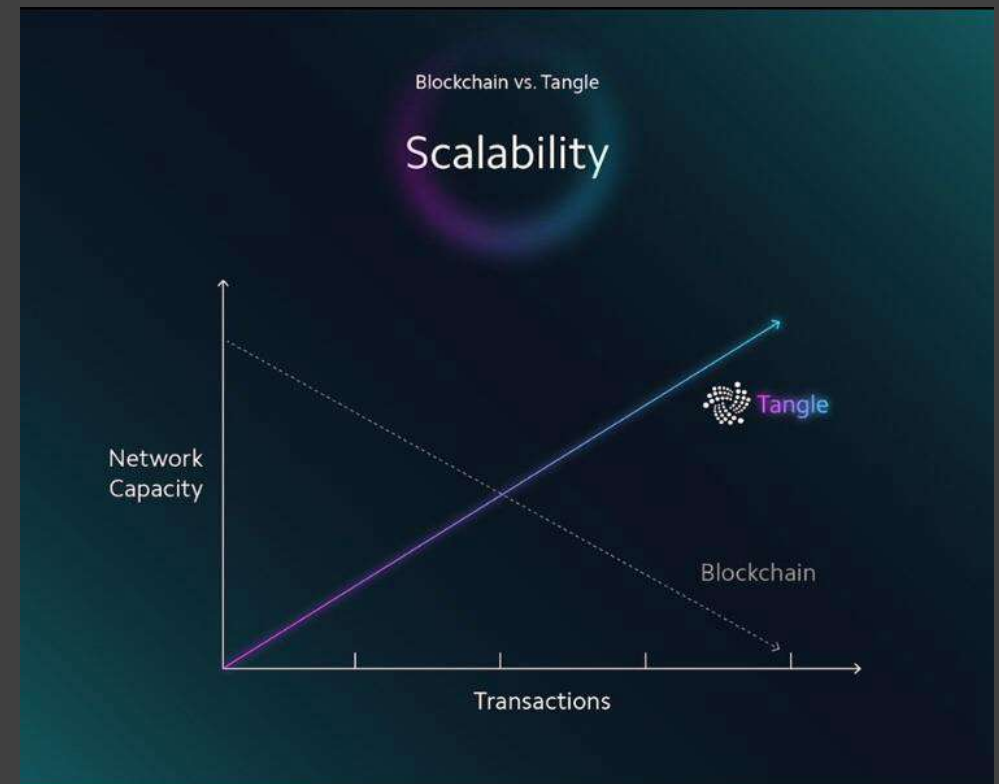 Blockchain vs. Tangle
Scalability
Network
Capacity
Tangle
Blockchain
Transactions